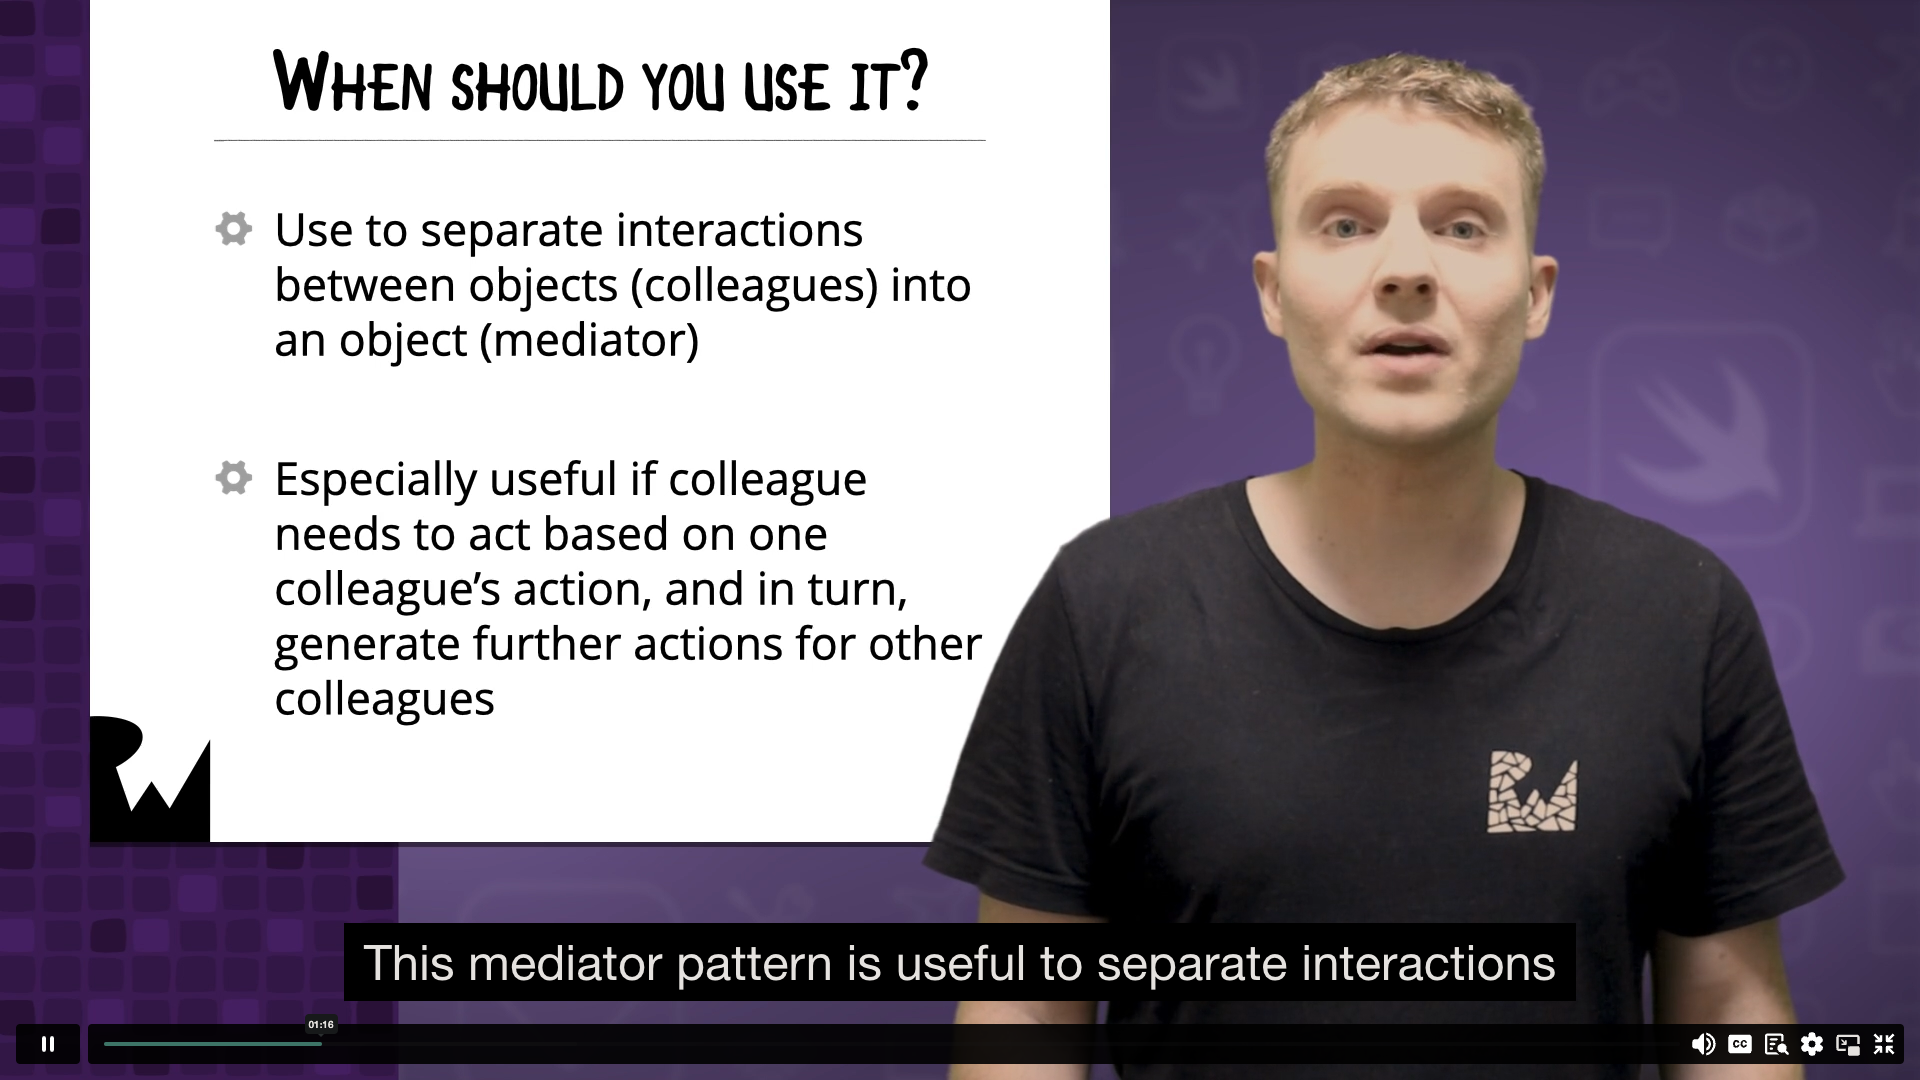 WHEN SHOULD YOU USE IT?
Use to separate interactions
between objects (colleagues) into
an object (mediator)
Especially useful if colleague
needs to act based on one
colleague’s action, and in turn,
generate further actions for other
colleagues
RW
RW
This mediator pattern is useful to separate interactions
01:16
CC